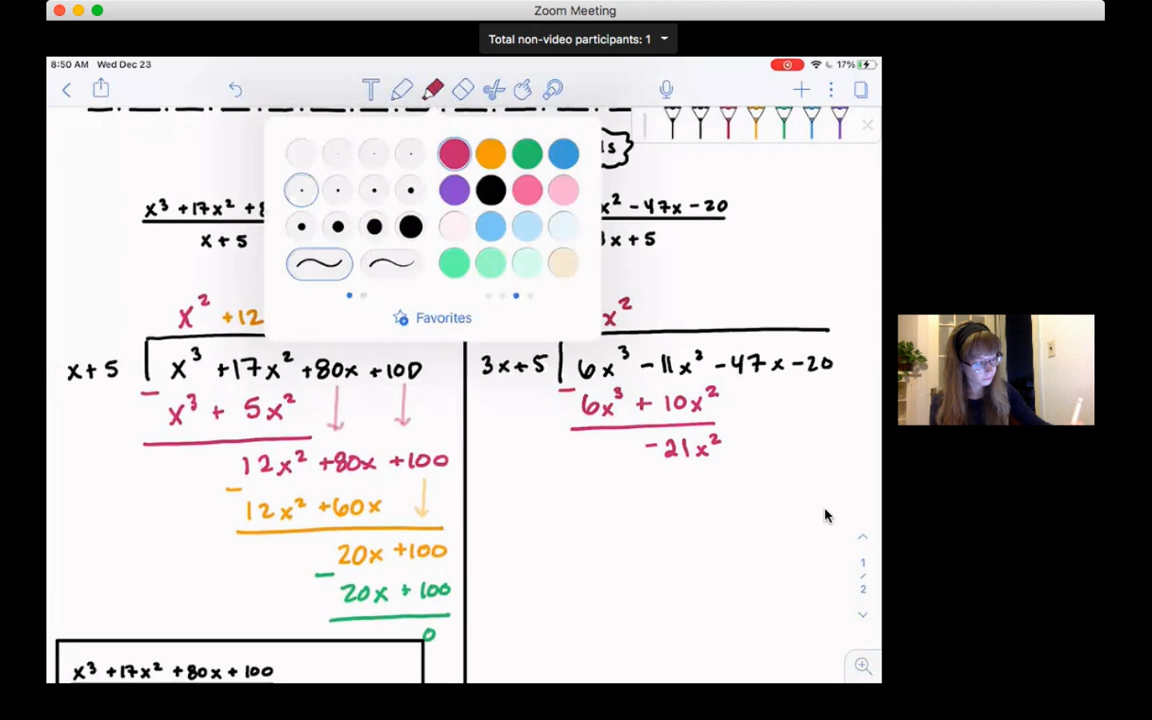 Zoom Meeting
Total non-video participants: 1
8:50 AM Wed Dec 23
17%
T
x³ + 17x² +
x + 5
x² - 47x - 20
x + 5
Favorites
x² + 12
x + 5
x³ + 17x² + 80x + 100
- x³ + 5x²
12x² + 80x + 100
- 12x² + 60x
20x + 100
- 20x + 100
0
x³ + 17x² + 80x + 100
x²
3x + 5
6x³ - 11x² - 47x - 20
- 6x³ + 10x²
-21x²
1
/
2